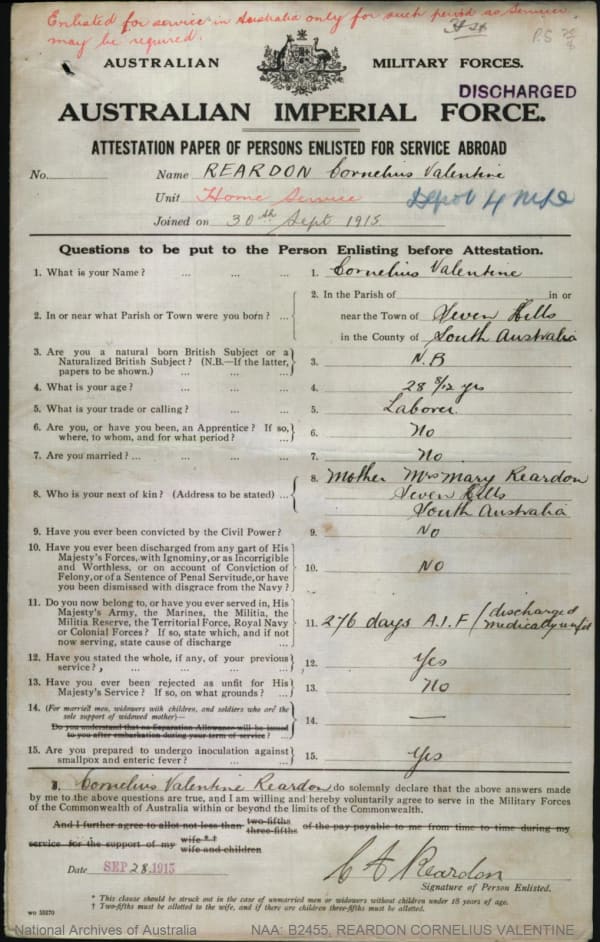 Enlisted for service in Australia only for such period as service
may be required.
AUSTRALIAN MILITARY FORCES.
DISCHARGED
AUSTRALIAN IMPERIAL FORCE.
ATTESTATION PAPER OF PERSONS ENLISTED FOR SERVICE ABROAD
No. Name REARDON Cornelius Valentine
Unit Home Service Depot 4 M.D
Joined on 30th Sept 1915
Questions to be put to the Person Enlisting before Attestation.
1. What is your Name? ... ... ... 1. Cornelius Valentine
2. In or near what Parish or Town were you born? ... 2. In the Parish of in or
near the Town of Seven Hills
in the County of South Australia
3. Are you a natural born British Subject or a
Naturalized British Subject? (N.B.—If the latter,
papers to be shown.) ... ... 3. N.B
4. What is your age? ... ... ... 4. 28 8/12 yrs
5. What is your trade or calling? ... ... 5. Laborer.
6. Are you, or have you been, an Apprentice? If so,
where, to whom, and for what period? ... 6. No
7. Are you married? ... ... ... ... 7. No
8. Who is your next of kin? (Address to be stated) ... 8. Mother Mrs Mary Reardon
Seven Hills
South Australia
9. Have you ever been convicted by the Civil Power? 9. No
10. Have you ever been discharged from any part of His
Majesty's Forces, with Ignominy, or as Incorrigible
and Worthless, or on account of Conviction of
Felony, or of a Sentence of Penal Servitude, or have
you been dismissed with disgrace from the Navy? 10. No
11. Do you now belong to, or have you ever served in, His
Majesty's Army, the Marines, the Militia, the
Militia Reserve, the Territorial Force, Royal Navy
or Colonial Forces? If so, state which, and if not
now serving, state cause of discharge ... 11. 276 days A.I.F / discharged
medically unfit
12. Have you stated the whole, if any, of your previous
service? ... ... ... 12. Yes
13. Have you ever been rejected as unfit for His
Majesty's Service? If so, on what grounds? ... 13. No
14. (For married men, widowers with children, and soldiers who are the
sole support of widowed mother)—
Do you understand that no Separation Allowance will be issued
to you after embarkation during your term of service? ... 14. —
15. Are you prepared to undergo inoculation against
smallpox and enteric fever? ... ... 15. Yes
I, Cornelius Valentine Reardon do solemnly declare that the above answers made
by me to the above questions are true, and I am willing and hereby voluntarily agree to serve in the Military Forces
of the Commonwealth of Australia within or beyond the limits of the Commonwealth.
And I further agree to allot not less than two-fifths three-fifths of the pay payable to me from time to time during my
service for the support of my wife * † wife and children
Date SEP 28.1915 C V Reardon
Signature of Person Enlisted.
* This clause should be struck out in the case of unmarried men or widowers without children under 18 years of age.
† Two-fifths must be allotted to the wife, and if there are children three-fifths must be allotted.
National Archives of Australia NAA: B2455, REARDON CORNELIUS VALENTINE